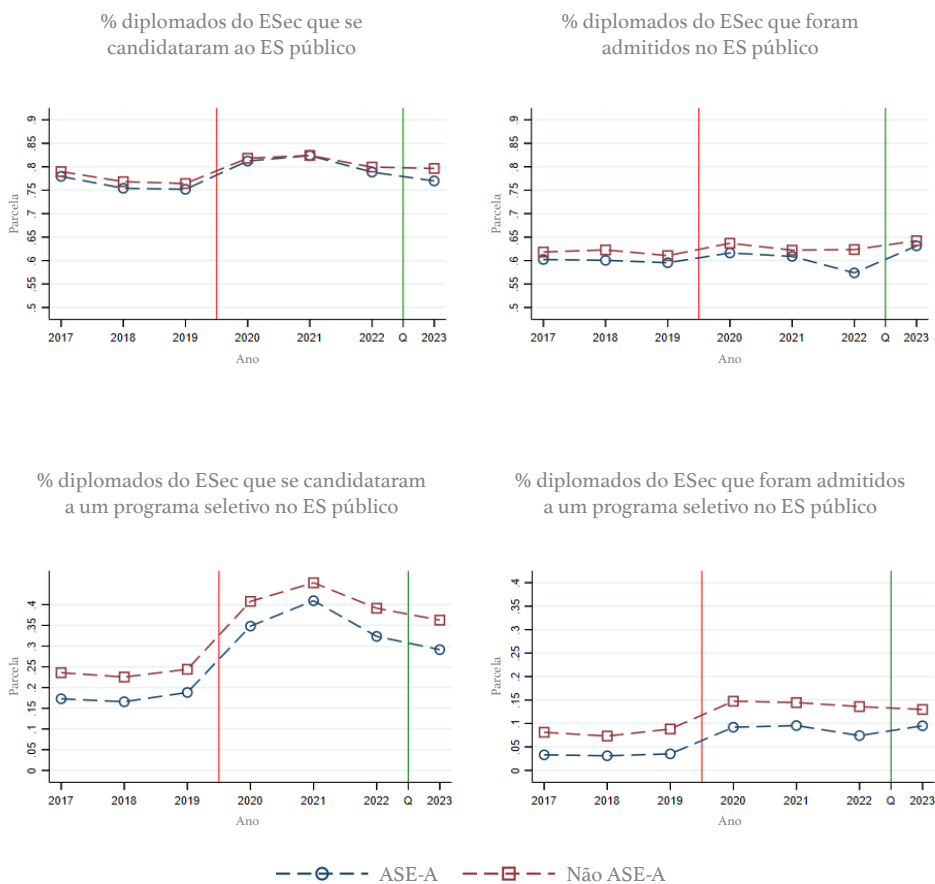 % diplomados do ESec que se
candidataram ao ES público
.9
.85
.8
.75
.7
.65
.6
.55
.5
Parcela
2017 2018 2019 2020 2021 2022 Q 2023
Ano
% diplomados do ESec que foram
admitidos no ES público
.9
.85
.8
.75
.7
.65
.6
.55
.5
Parcela
2017 2018 2019 2020 2021 2022 Q 2023
Ano
% diplomados do ESec que se candidataram
a um programa seletivo no ES público
.4
.35
.3
.25
.2
.15
.1
.05
0
Parcela
2017 2018 2019 2020 2021 2022 Q 2023
Ano
% diplomados do ESec que foram admitidos
a um programa seletivo no ES público
.4
.35
.3
.25
.2
.15
.1
.05
0
Parcela
2017 2018 2019 2020 2021 2022 Q 2023
Ano
ASE-A Não ASE-A